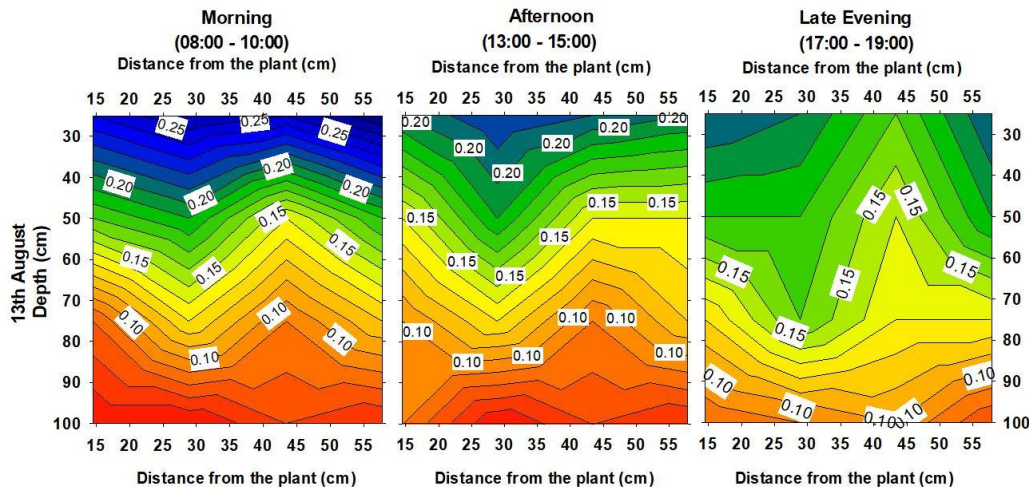 Morning
(08:00 - 10:00)
Distance from the plant (cm)
15 20 25 30 35 40 45 50 55
Afternoon
(13:00 - 15:00)
Distance from the plant (cm)
15 20 25 30 35 40 45 50 55
Late Evening
(17:00 - 19:00)
Distance from the plant (cm)
15 20 25 30 35 40 45 50 55
13th August
Depth (cm)
30
40
50
60
70
80
90
100
0.25 0.25 0.25
0.20 0.20 0.20
0.15 0.15 0.15 0.15
0.10 0.10 0.10 0.10
0.20 0.20
0.20 0.20
0.15 0.15 0.15 0.15
0.15 0.15
0.10 0.10 0.10
0.10 0.10 0.10
0.15 0.15
0.15 0.15 0.15
0.15
0.10 0.10
0.10 0.10 0.10
30
40
50
60
70
80
90
100
15 20 25 30 35 40 45 50 55
Distance from the plant (cm)
15 20 25 30 35 40 45 50 55
Distance from the plant (cm)
15 20 25 30 35 40 45 50 55
Distance from the plant (cm)